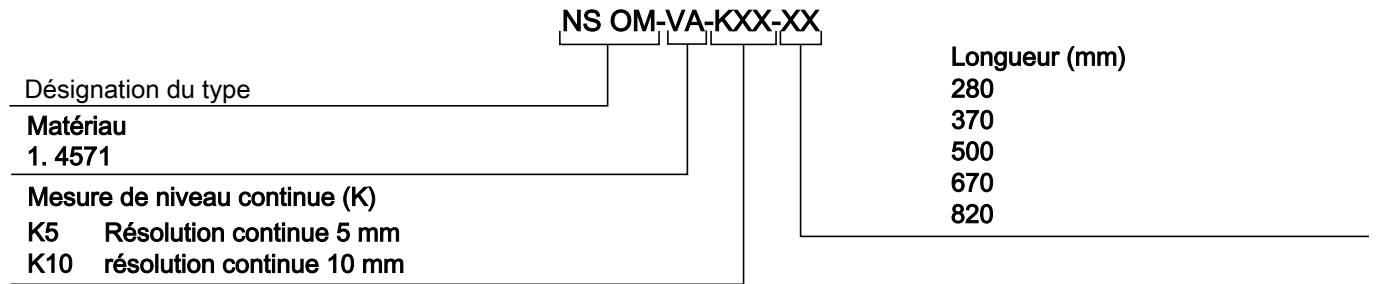 NS OM-VA-KXX-XX
Désignation du type
Matériau
1. 4571
Mesure de niveau continue (K)
K5 Résolution continue 5 mm
K10 résolution continue 10 mm
Longueur (mm)
280
370
500
670
820